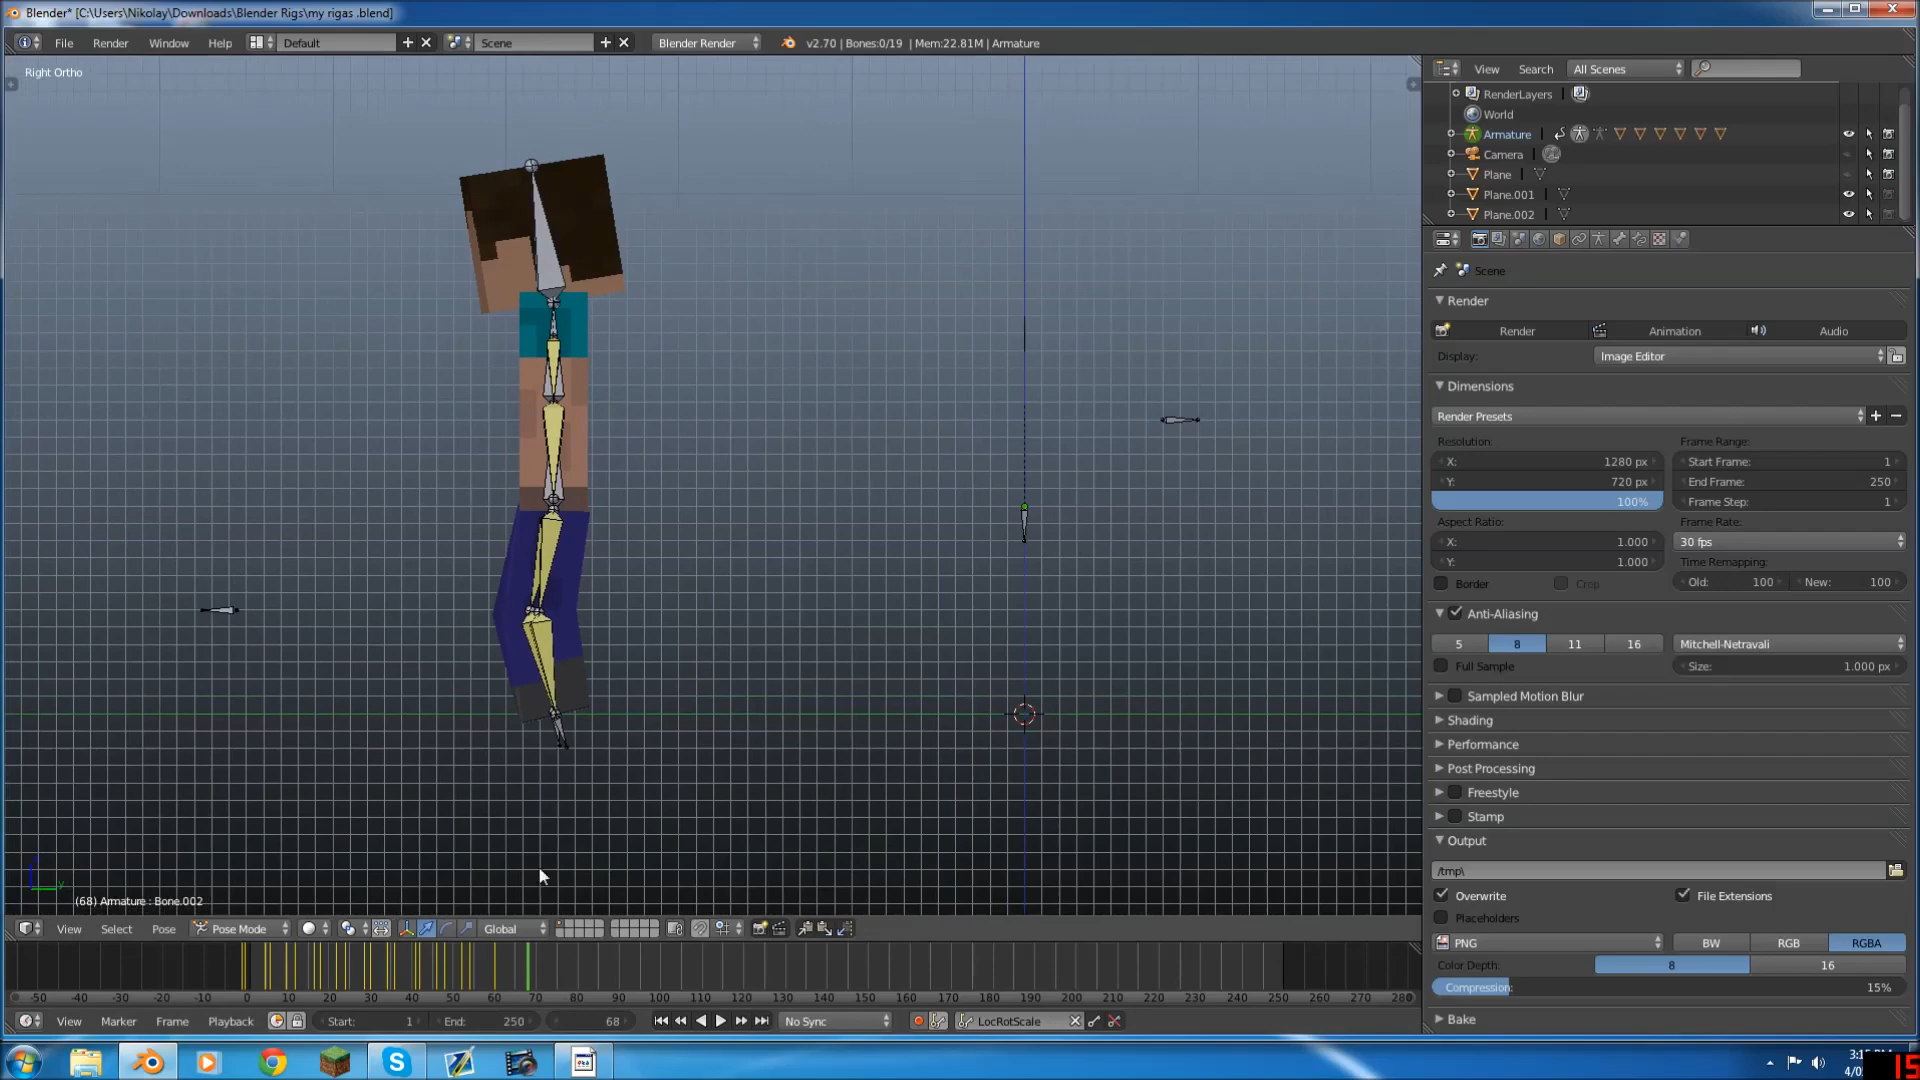 Blender* [C:\Users\Nikolay\Downloads\Blender Rigs\my rigas .blend]
File Render Window Help Default Scene Blender Render v2.70 | Bones:0/19 | Mem:22.81M | Armature
Right Ortho
View Search All Scenes
RenderLayers
World
Armature
Camera
Plane
Plane.001
Plane.002
Scene
Render
Render Animation Audio
Display: Image Editor
Dimensions
Render Presets
Resolution: Frame Range:
X: 1280 px Start Frame: 1
Y: 720 px End Frame: 250
100% Frame Step: 1
Aspect Ratio: Frame Rate:
X: 1.000 30 fps
Y: 1.000 Time Remapping:
Border Crop Old: 100 New: 100
Anti-Aliasing
5 8 11 16 Mitchell-Netravali
Full Sample Size: 1.000 px
Sampled Motion Blur
Shading
Performance
Post Processing
Freestyle
Stamp
Output
/tmp\
Overwrite File Extensions
Placeholders
PNG BW RGB RGBA
Color Depth: 8 16
Compression: 15%
Bake
(68) Armature : Bone.002
View Select Pose Pose Mode Global
-50 -40 -30 -20 -10 0 10 20 30 40 50 60 70 80 90 100 110 120 130 140 150 160 170 180 190 200 210 220 230 240 250 260 270 280
View Marker Frame Playback Start: 1 End: 250 68 No Sync LocRotScale
15